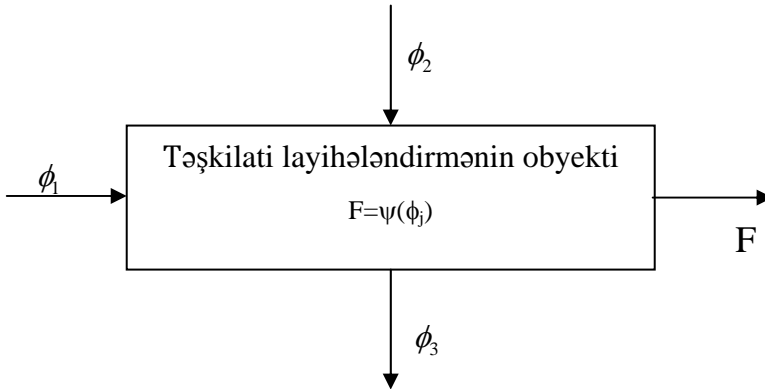 ϕ₂
Təşkilati layihələndirmənin obyekti
ϕ₁
F=ψ(ϕⱼ)
F
ϕ₃